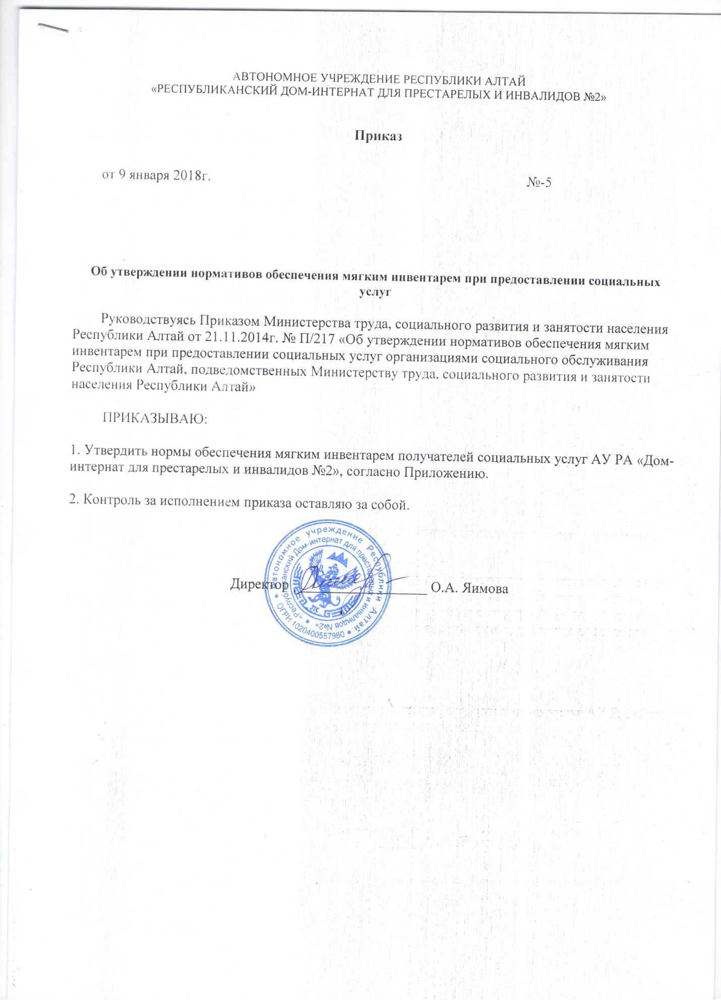 АВТОНОМНОЕ УЧРЕЖДЕНИЕ РЕСПУБЛИКИ АЛТАЙ
«РЕСПУБЛИКАНСКИЙ ДОМ-ИНТЕРНАТ ДЛЯ ПРЕСТАРЕЛЫХ И ИНВАЛИДОВ №2»
Приказ
от 9 января 2018г.
№-5
Об утверждении нормативов обеспечения мягким инвентарем при предоставлении социальных
услуг
Руководствуясь Приказом Министерства труда, социального развития и занятости населения
Республики Алтай от 21.11.2014г. № П/217 «Об утверждении нормативов обеспечения мягким
инвентарем при предоставлении социальных услуг организациями социального обслуживания
Республики Алтай, подведомственных Министерству труда, социального развития и занятости
населения Республики Алтай»
ПРИКАЗЫВАЮ:
1. Утвердить нормы обеспечения мягким инвентарем получателей социальных услуг АУ РА «Дом-
интернат для престарелых и инвалидов №2», согласно Приложению.
2. Контроль за исполнением приказа оставляю за собой.
Директор ____________________ О.А. Яимова
Автономное учреждение Республики Алтай * ОГРН 1020400557980 *
«Республиканский Дом-интернат для престарелых и инвалидов №2» *